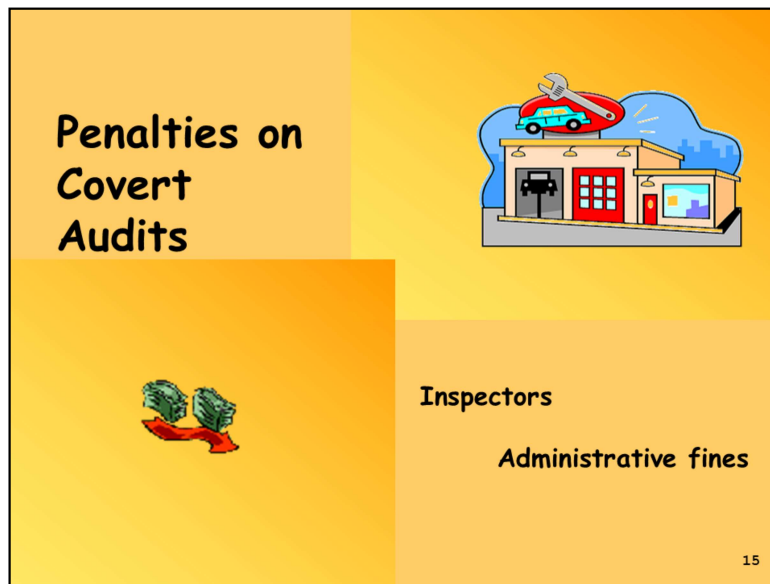 Penalties on
Covert
Audits
Inspectors
Administrative fines
15